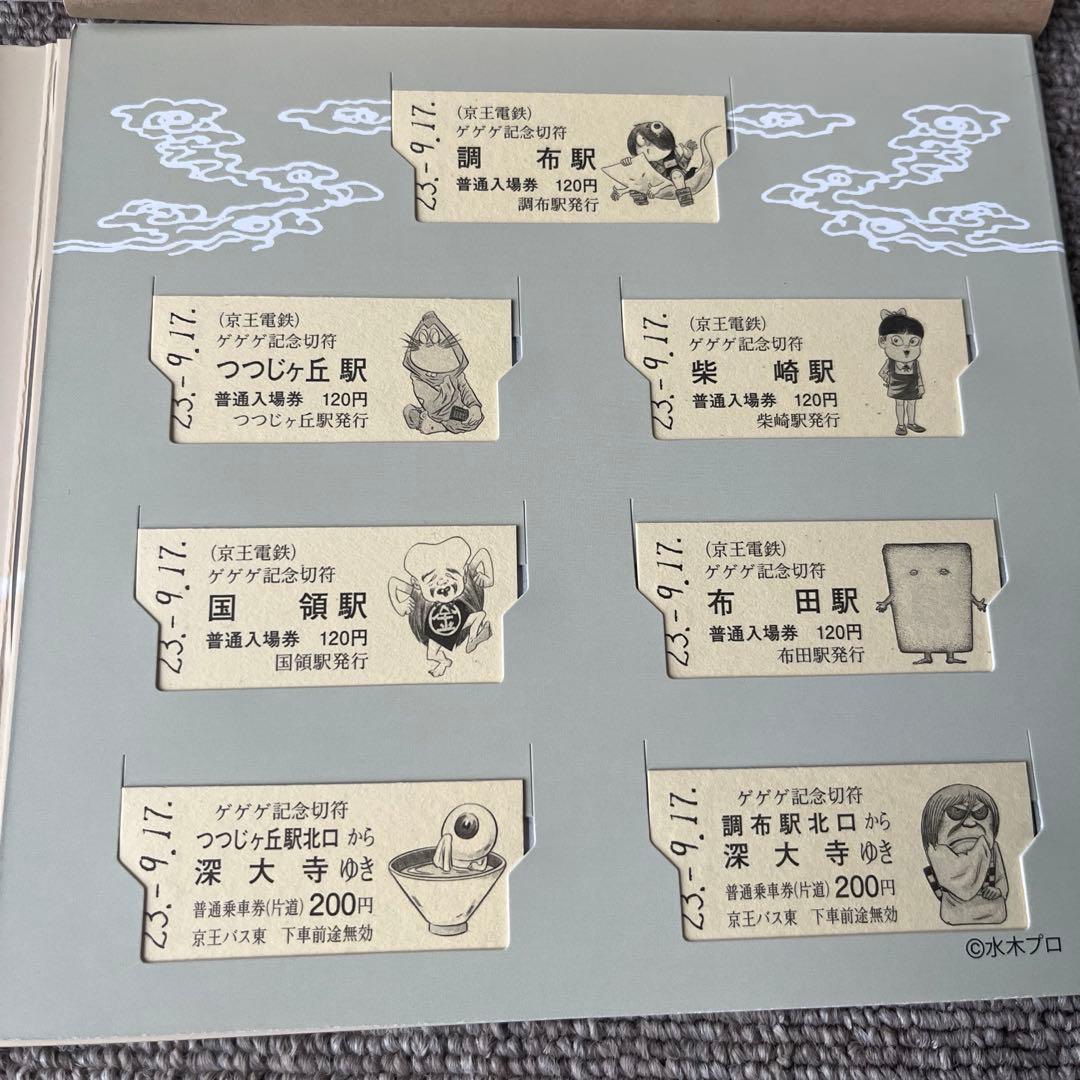 23.-9.17.
(京王電鉄)
ゲゲゲ記念切符
調 布駅
普通入場券 120円
調布駅発行
23.-9.17.
(京王電鉄)
ゲゲゲ記念切符
つつじヶ丘駅
普通入場券 120円
つつじヶ丘駅発行
23.-9.17.
(京王電鉄)
ゲゲゲ記念切符
柴 崎駅
普通入場券 120円
柴崎駅発行
23.-9.17.
(京王電鉄)
ゲゲゲ記念切符
国 領駅
普通入場券 120円
国領駅発行
金
23.-9.17.
(京王電鉄)
ゲゲゲ記念切符
布 田駅
普通入場券 120円
布田駅発行
23.-9.17.
ゲゲゲ記念切符
つつじヶ丘駅北口から
深大寺ゆき
普通乗車券(片道)200円
京王バス東 下車前途無効
23.-9.17.
ゲゲゲ記念切符
調布駅北口から
深大寺ゆき
普通乗車券(片道)200円
京王バス東 下車前途無効
©水木プロ